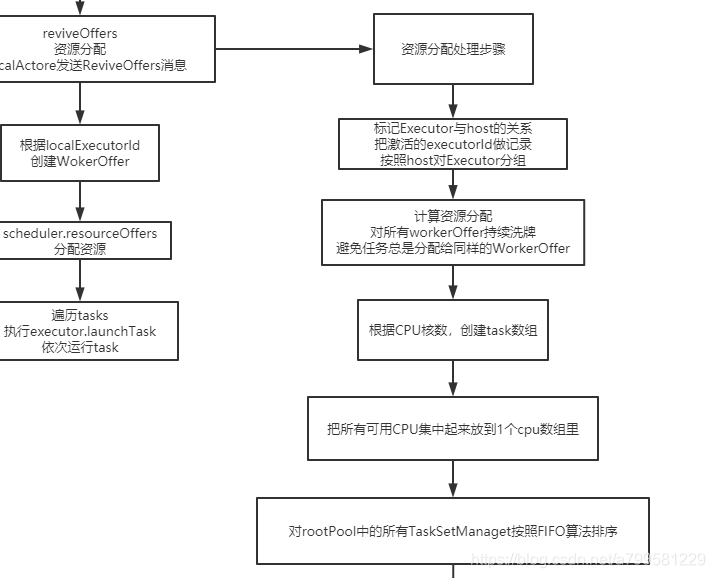 reviveOffers
资源分配
calActore发送ReviveOffers消息
资源分配处理步骤
根据localExecutorId
创建WokerOffer
标记Executor与host的关系
把激活的executorId做记录
按照host对Executor分组
scheduler.resourceOffers
分配资源
计算资源分配
对所有workerOffer持续洗牌
避免任务总是分配给同样的WorkerOffer
遍历tasks
执行executor.launchTask
依次运行task
根据CPU核数，创建task数组
把所有可用CPU集中起来放到1个cpu数组里
对rootPool中的所有TaskSetManaget按照FIFO算法排序
https://blog.csdn.net/a798581229